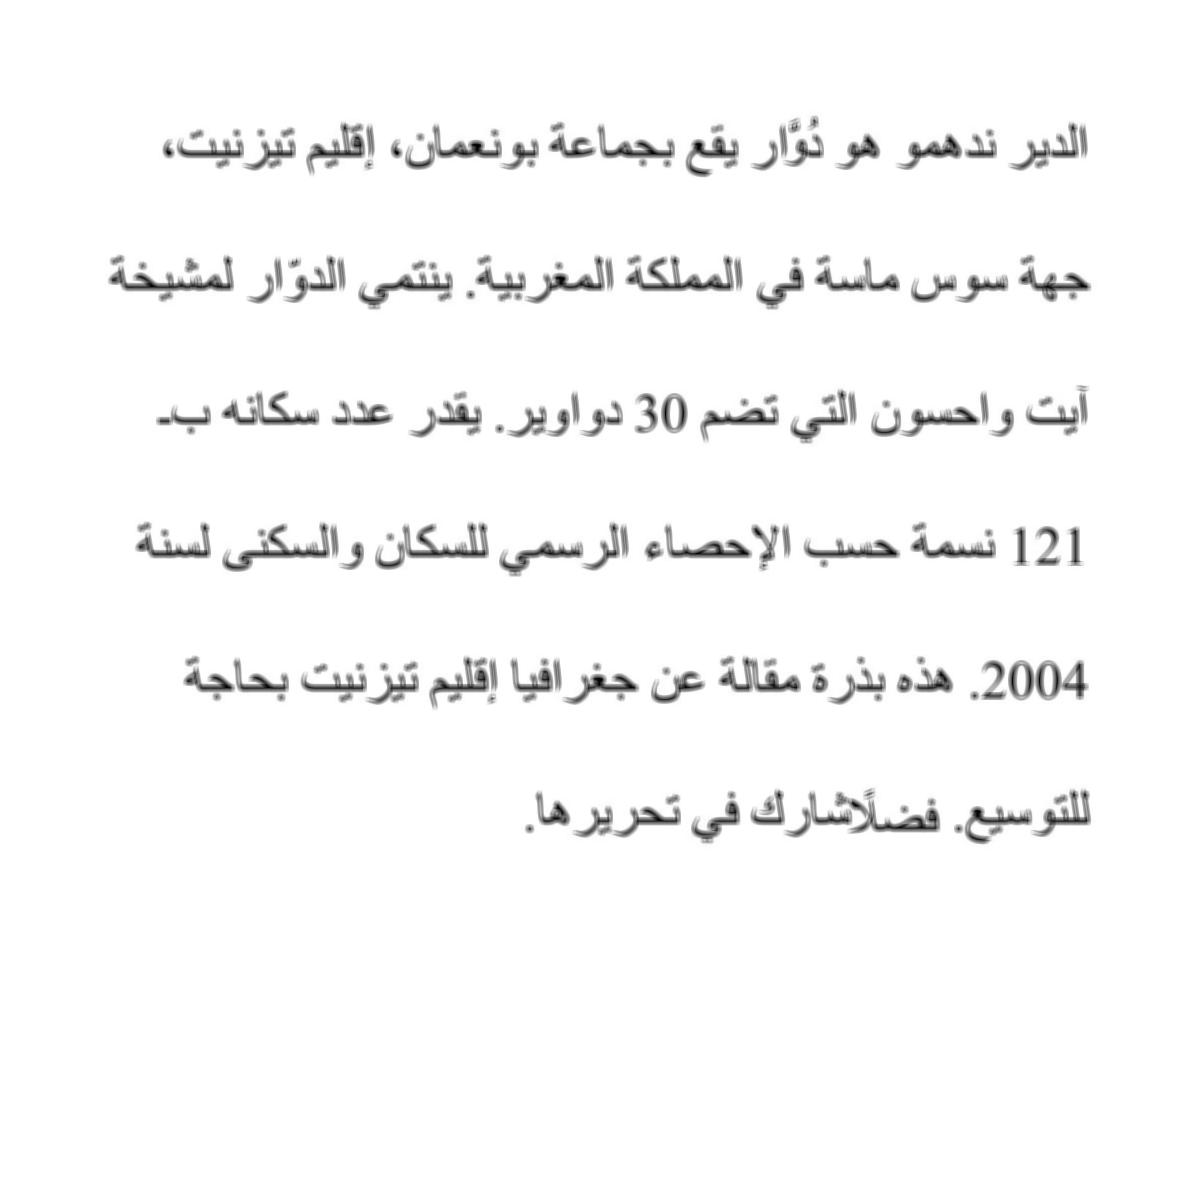 الدير ندهمو هو دُوَّار يقع بجماعة بونعمان، إقليم تيزنيت،
جهة سوس ماسة في المملكة المغربية. ينتمي الدوّار لمشيخة
آيت واحسون التي تضم 30 دواوير. يقدر عدد سكانه ب‍ـ
121 نسمة حسب الإحصاء الرسمي للسكان والسكنى لسنة
2004. هذه بذرة مقالة عن جغرافيا إقليم تيزنيت بحاجة
للتوسيع. فضلًاشارك في تحريرها.